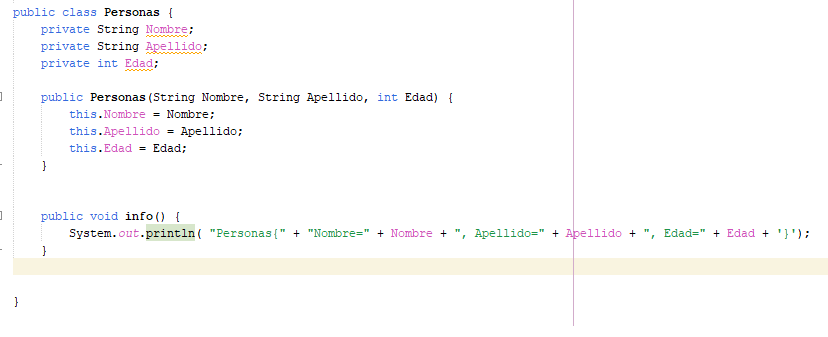 public class Personas {
private String Nombre;
private String Apellido;
private int Edad;
public Personas(String Nombre, String Apellido, int Edad) {
this.Nombre = Nombre;
this.Apellido = Apellido;
this.Edad = Edad;
}
public void info() {
System.out.println( "Personas{" + "Nombre=" + Nombre + ", Apellido=" + Apellido + ", Edad=" + Edad + '}');
}
}